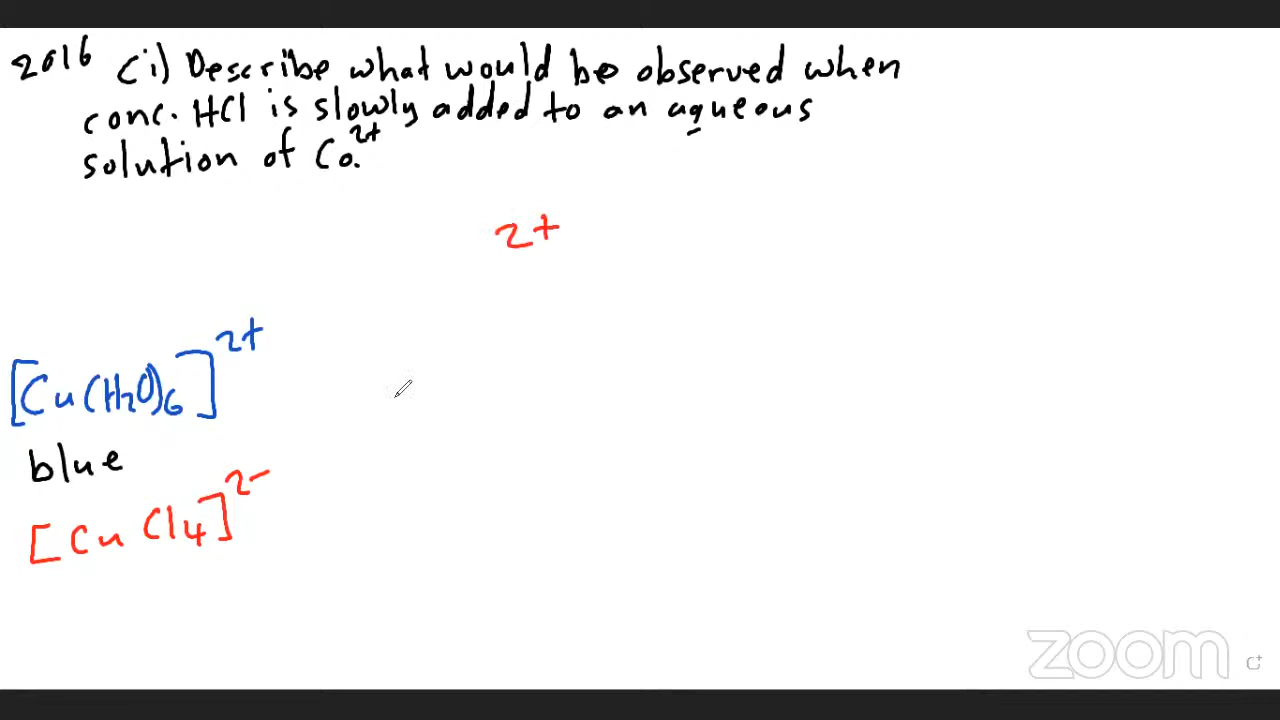 2016 (i) Describe what would be observed when
conc. HCl is slowly added to an aqueous
solution of Co.²⁺
2+
[Cu(H₂O)₆]²⁺
blue
[CuCl₄]²⁻
zoom